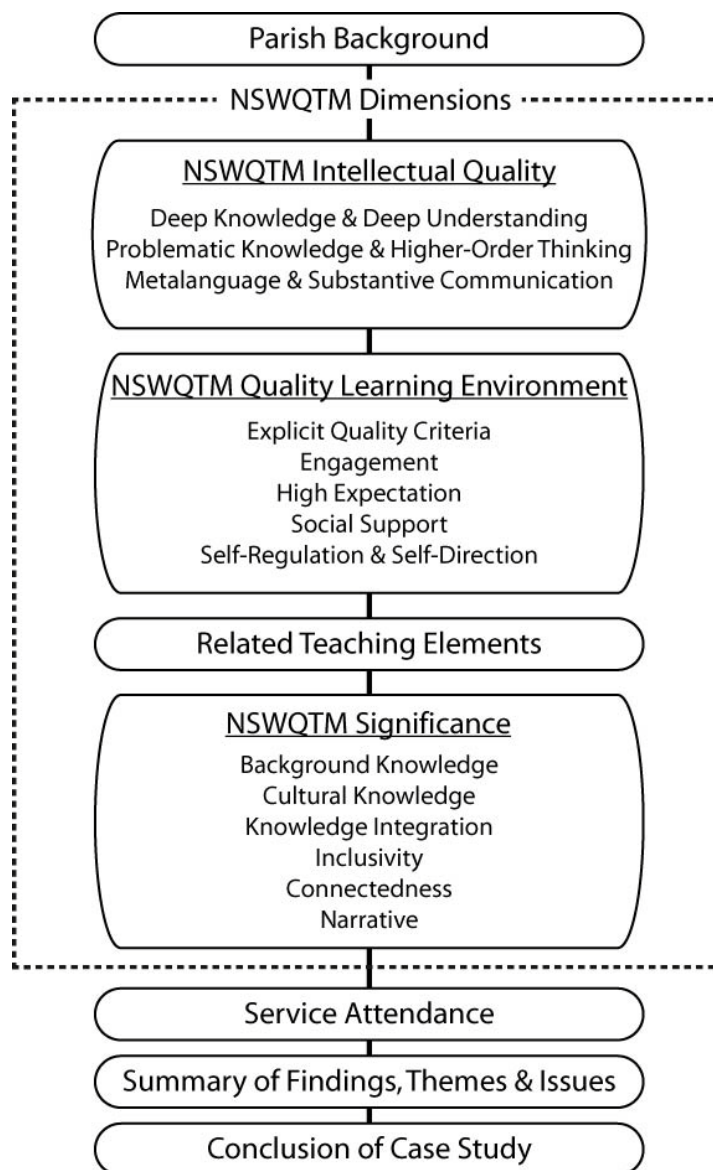 Parish Background
NSWQTM Dimensions
NSWQTM Intellectual Quality
Deep Knowledge & Deep Understanding
Problematic Knowledge & Higher-Order Thinking
Metalanguage & Substantive Communication
NSWQTM Quality Learning Environment
Explicit Quality Criteria
Engagement
High Expectation
Social Support
Self-Regulation & Self-Direction
Related Teaching Elements
NSWQTM Significance
Background Knowledge
Cultural Knowledge
Knowledge Integration
Inclusivity
Connectedness
Narrative
Service Attendance
Summary of Findings, Themes & Issues
Conclusion of Case Study